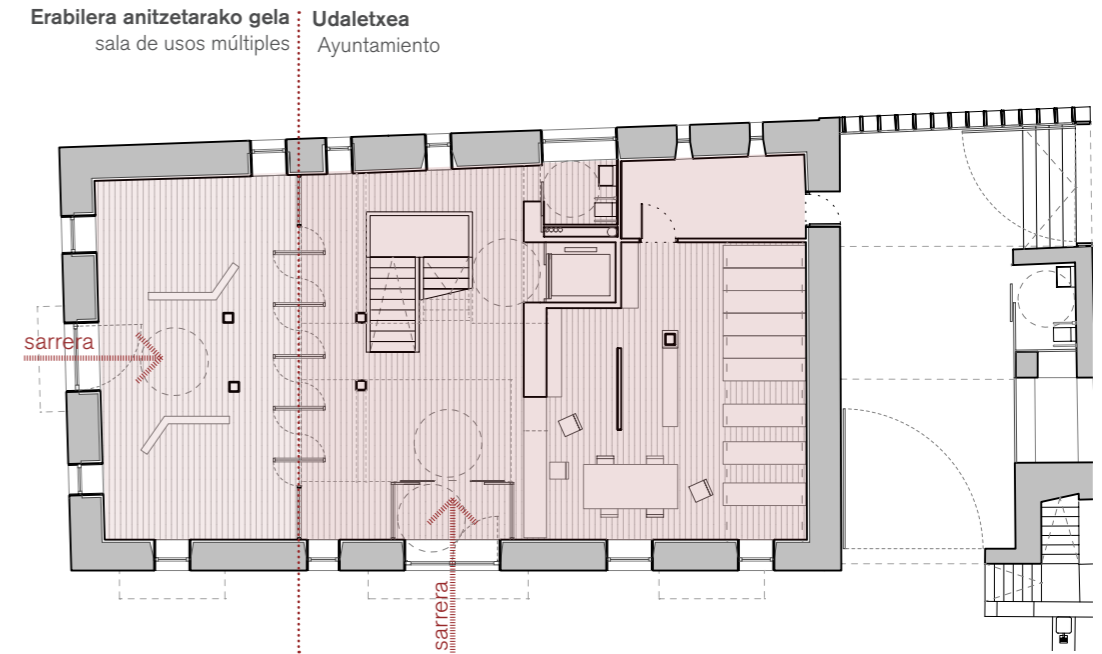 Erabilera anitzetarako gela
sala de usos múltiples
Udaletxea
Ayuntamiento
sarrera
sarrera